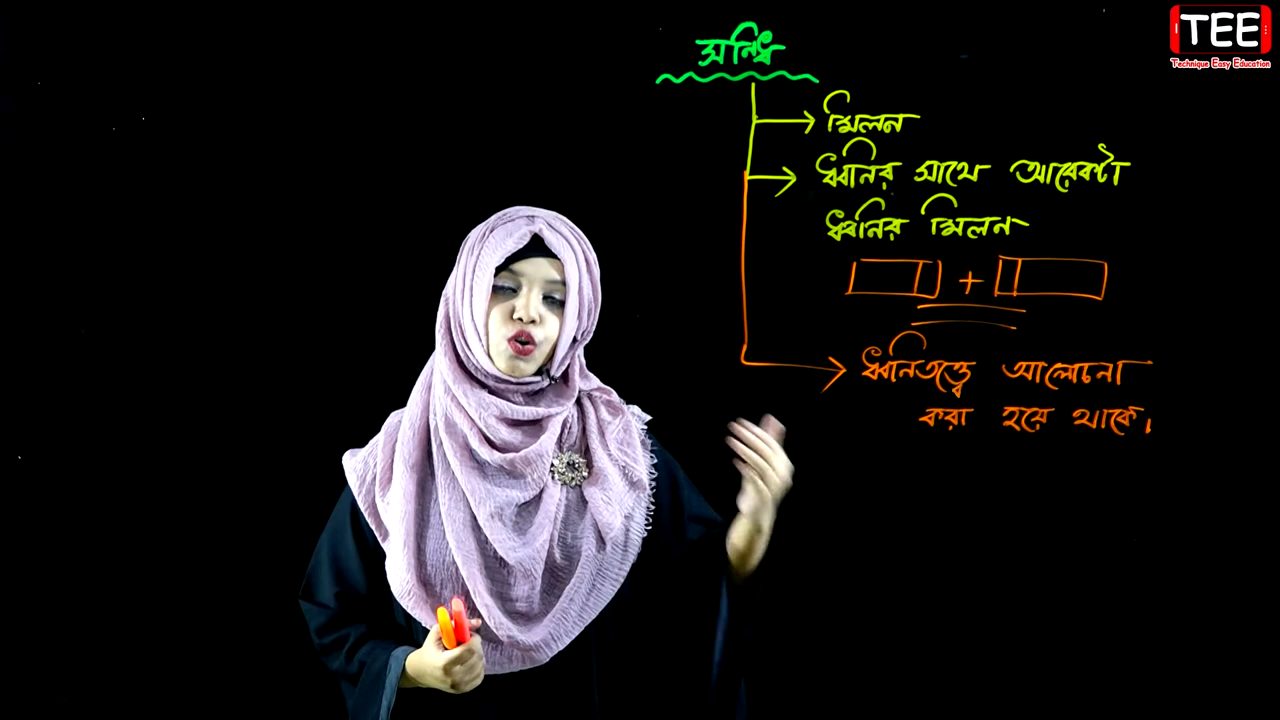 TEE
Technique Easy Education
সন্ধি
মিলন
ধ্বনির সাথে আরেকটা
ধ্বনির মিলন
+
ধ্বনিতত্ত্বে আলোচনা
করা হয়ে থাকে।